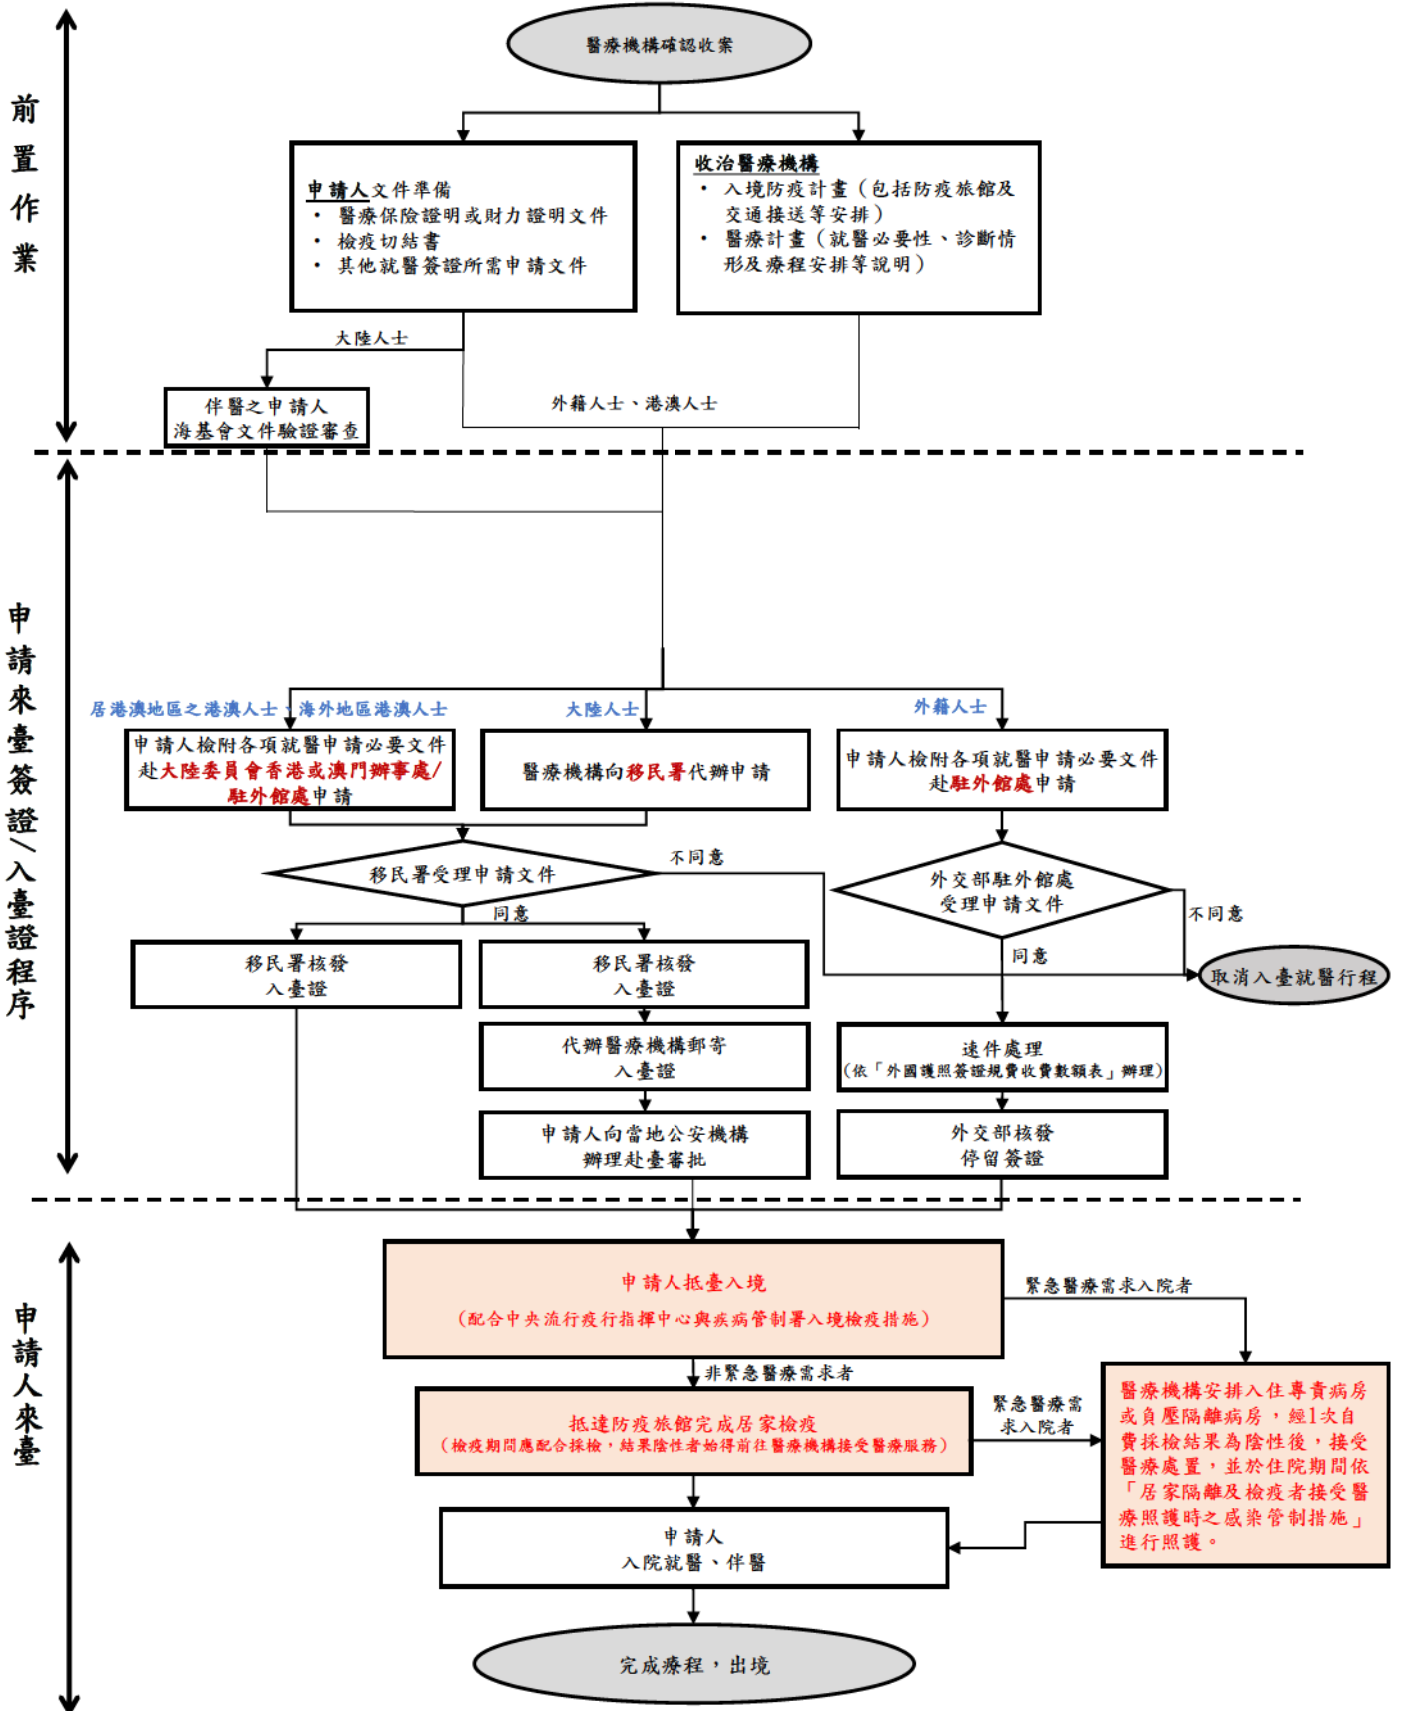 前置作業
醫療機構確認收案
申請人文件準備
• 醫療保險證明或財力證明文件
• 檢疫切結書
• 其他就醫簽證所需申請文件
收治醫療機構
• 入境防疫計畫（包括防疫旅館及
交通接送等安排）
• 醫療計畫（就醫必要性、診斷情
形及療程安排等說明）
大陸人士
伴醫之申請人
海基會文件驗證審查
外籍人士、港澳人士
申請來臺簽證/入臺證程序
居港澳地區之港澳人士、海外地區港澳人士
大陸人士
外籍人士
申請人檢附各項就醫申請必要文件
赴大陸委員會香港或澳門辦事處/
駐外館處申請
醫療機構向移民署代辦申請
申請人檢附各項就醫申請必要文件
赴駐外館處申請
移民署受理申請文件
不同意
同意
外交部駐外館處
受理申請文件
不同意
同意
取消入臺就醫行程
移民署核發
入臺證
移民署核發
入臺證
代辦醫療機構郵寄
入臺證
申請人向當地公安機構
辦理赴臺審批
速件處理
（依「外國護照簽證規費收費數額表」辦理）
外交部核發
停留簽證
申請人來臺
申請人抵臺入境
（配合中央流行疫行指揮中心與疾病管制署入境檢疫措施）
緊急醫療需求入院者
非緊急醫療需求者
抵達防疫旅館完成居家檢疫
（檢疫期間應配合採檢，結果陰性者始得前往醫療機構接受醫療服務）
緊急醫療需
求入院者
醫療機構安排入住專責病房
或負壓隔離病房，經1次自
費採檢結果為陰性後，接受
醫療處置，並於住院期間依
「居家隔離及檢疫者接受醫
療照護時之感染管制措施」
進行照護。
申請人
入院就醫、伴醫
完成療程，出境